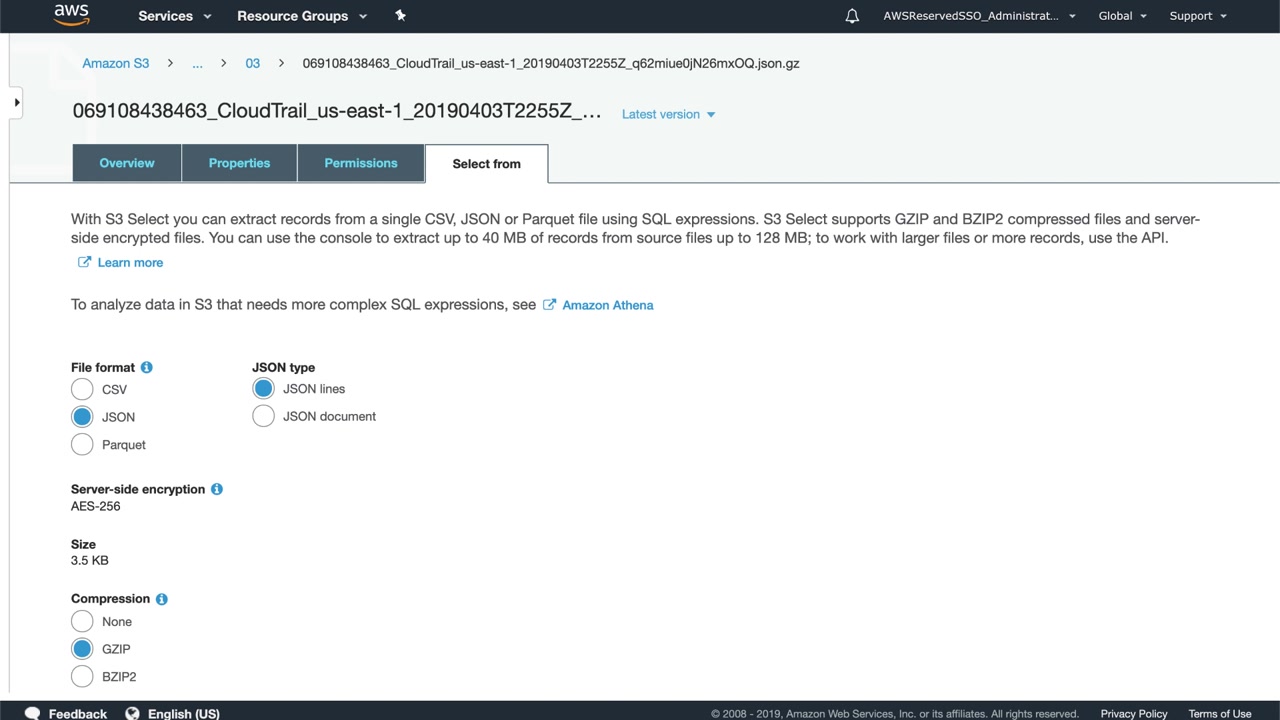 aws
Services
Resource Groups
AWSReservedSSO_Administrat...
Global
Support
Amazon S3
...
03
069108438463_CloudTrail_us-east-1_20190403T2255Z_q62miue0jN26mxOQ.json.gz
069108438463_CloudTrail_us-east-1_20190403T2255Z_...
Latest version
Overview
Properties
Permissions
Select from
With S3 Select you can extract records from a single CSV, JSON or Parquet file using SQL expressions. S3 Select supports GZIP and BZIP2 compressed files and server-
side encrypted files. You can use the console to extract up to 40 MB of records from source files up to 128 MB; to work with larger files or more records, use the API.
Learn more
To analyze data in S3 that needs more complex SQL expressions, see Amazon Athena
File format
CSV
JSON
Parquet
JSON type
JSON lines
JSON document
Server-side encryption
AES-256
Size
3.5 KB
Compression
None
GZIP
BZIP2
Feedback
English (US)
© 2008 - 2019, Amazon Web Services, Inc. or its affiliates. All rights reserved.
Privacy Policy
Terms of Use